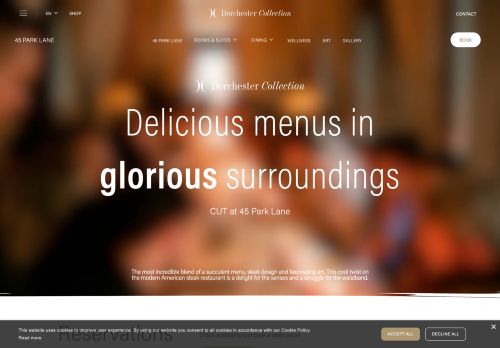 EN SHOP Dorchester Collection CONTACT
45 PARK LANE 45 PARK LANE ROOMS & SUITES DINING WELLNESS ART GALLERY BOOK
Dorchester Collection
Delicious menus in
glorious surroundings
CUT at 45 Park Lane
The most incredible blend of a succulent menu, sleek design and fascinating art. This cool twist on
the modern American steak restaurant is a delight for the senses and a struggle for the waistband.
Reservations
This website uses cookies to improve user experience. By using our website you consent to all cookies in accordance with our Cookie Policy.
Read more
ACCEPT ALL DECLINE ALL